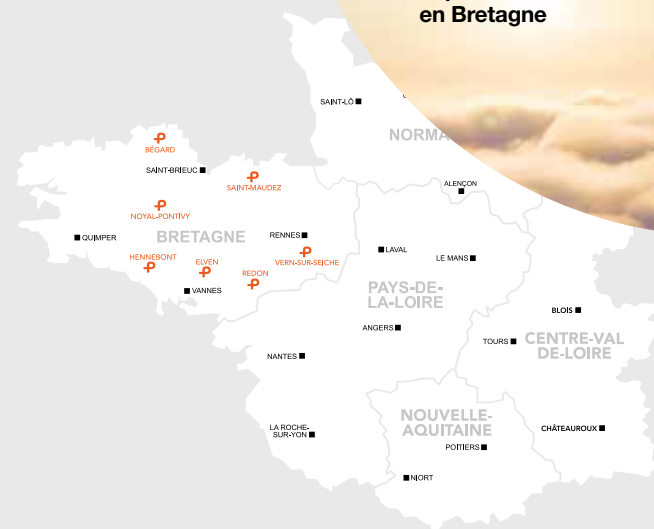 en Bretagne
SAINT-LÔ
NORMA
BÉGARD
SAINT-BRIEUC
SAINT-MAUDEZ
ALENÇON
NOYAL-PONTIVY
QUIMPER
BRETAGNE
RENNES
LAVAL
LE MANS
HENNEBONT
ELVEN
REDON
VERN-SUR-SEICHE
VANNES
PAYS-DE-
LA-LOIRE
BLOIS
ANGERS
TOURS
CENTRE-VAL
DE-LOIRE
NANTES
NOUVELLE-
AQUITAINE
LA ROCHE-
SUR-YON
CHÂTEAUROUX
POITIERS
NIORT